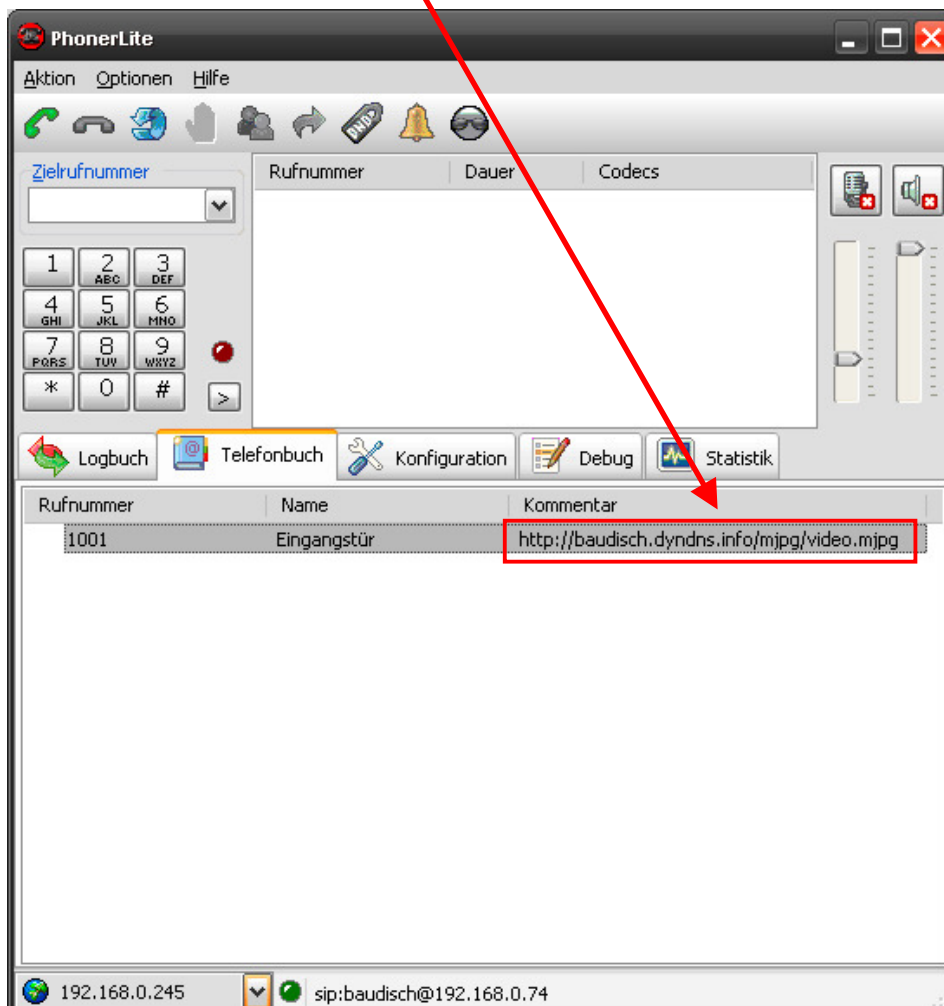 PhonerLite
Aktion Optionen Hilfe
DND
Zielrufnummer
Rufnummer Dauer Codecs
1 2 ABC 3 DEF
4 GHI 5 JKL 6 MNO
7 PQRS 8 TUV 9 WXYZ
* 0 #
>
Logbuch Telefonbuch Konfiguration Debug Statistik
Rufnummer Name Kommentar
1001 Eingangstür http://baudisch.dyndns.info/mjpg/video.mjpg
192.168.0.245 sip:baudisch@192.168.0.74